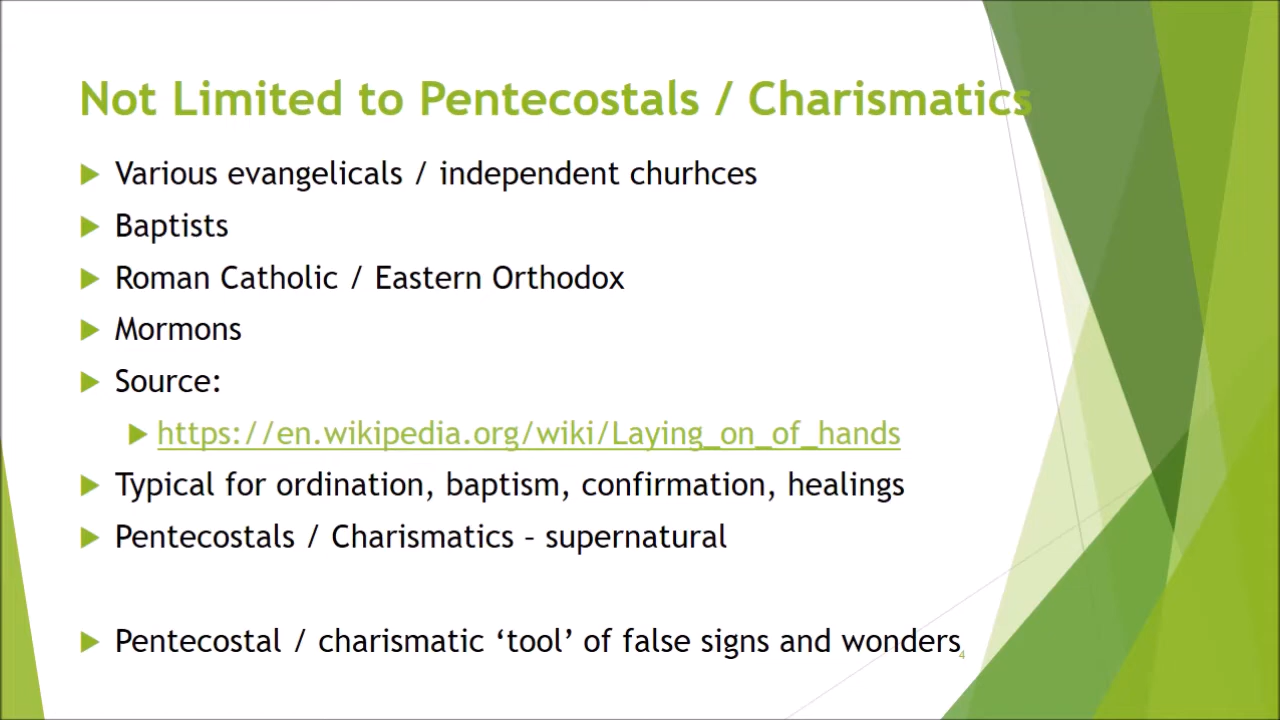 Not Limited to Pentecostals / Charismatics
Various evangelicals / independent churhces
Baptists
Roman Catholic / Eastern Orthodox
Mormons
Source:
https://en.wikipedia.org/wiki/Laying_on_of_hands
Typical for ordination, baptism, confirmation, healings
Pentecostals / Charismatics – supernatural
Pentecostal / charismatic ‘tool’ of false signs and wonders
4